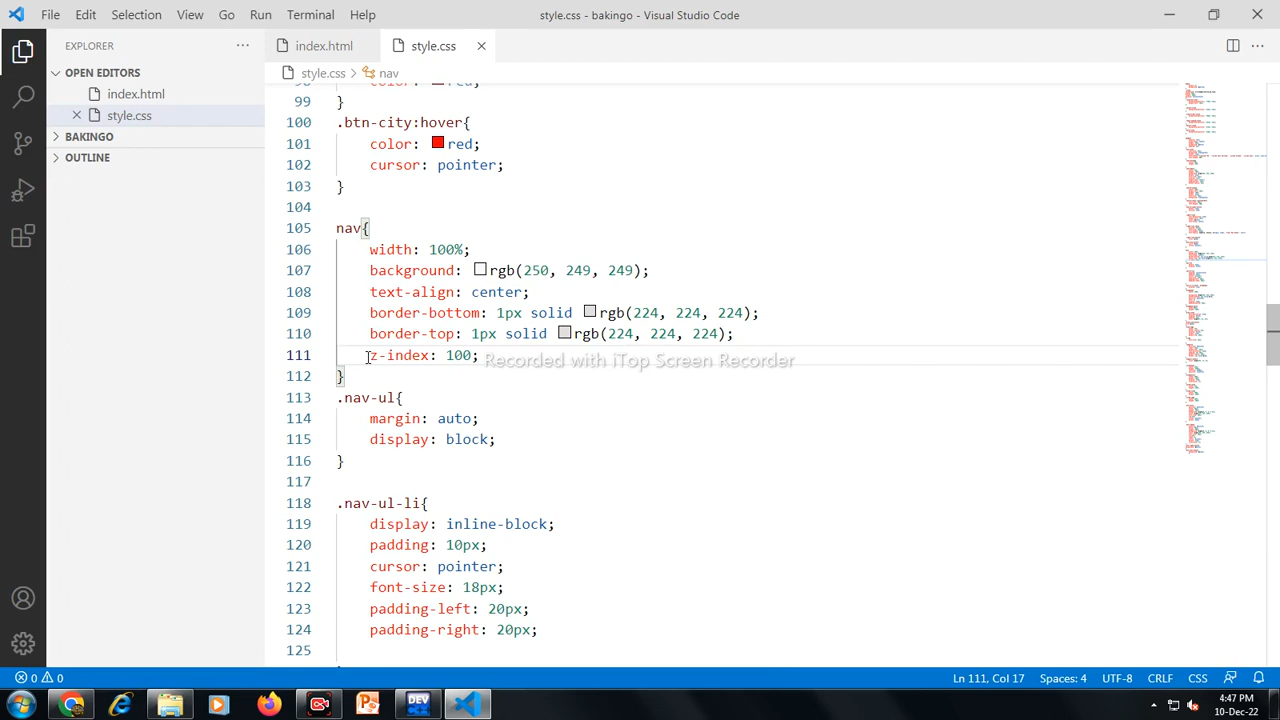 File Edit Selection View Go Run Terminal Help
style.css - bakingo - Visual Studio Code
EXPLORER
index.html
style.css
OPEN EDITORS
style.css > nav
index.html
style.css
BAKINGO
OUTLINE
99
100 btn-city:hover{
101 color: red;
102 cursor: pointer;
103 }
104
105 nav{
106 width: 100%;
107 background: rgb(250, 249, 249);
108 text-align: center;
109 border-bottom: 1px solid rgb(224, 224, 224);
110 border-top: 1px solid rgb(224, 224, 224);
111 z-index: 100;
Recorded with iTop Screen Recorder
112 }
113 .nav-ul{
114 margin: auto;
115 display: block;
116 }
117
118 .nav-ul-li{
119 display: inline-block;
120 padding: 10px;
121 cursor: pointer;
122 font-size: 18px;
123 padding-left: 20px;
124 padding-right: 20px;
125
0 0
Ln 111, Col 17 Spaces: 4 UTF-8 CRLF CSS
DEV
4:47 PM
10-Dec-22